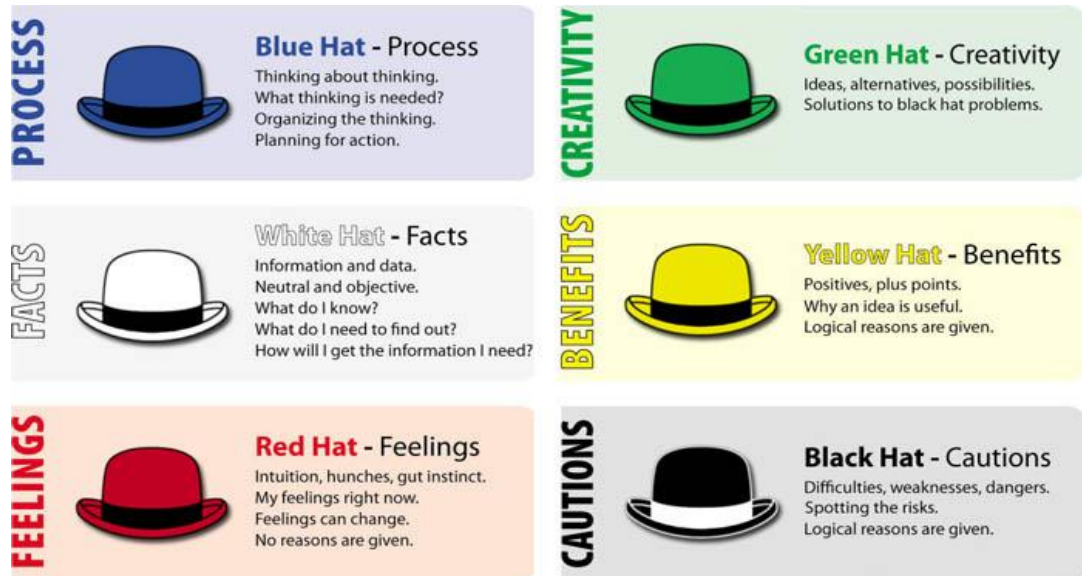 PROCESS
Blue Hat - Process
Thinking about thinking.
What thinking is needed?
Organizing the thinking.
Planning for action.
CREATIVITY
Green Hat - Creativity
Ideas, alternatives, possibilities.
Solutions to black hat problems.
FACTS
White Hat - Facts
Information and data.
Neutral and objective.
What do I know?
What do I need to find out?
How will I get the information I need?
BENEFITS
Yellow Hat - Benefits
Positives, plus points.
Why an idea is useful.
Logical reasons are given.
FEELINGS
Red Hat - Feelings
Intuition, hunches, gut instinct.
My feelings right now.
Feelings can change.
No reasons are given.
CAUTIONS
Black Hat - Cautions
Difficulties, weaknesses, dangers.
Spotting the risks.
Logical reasons are given.